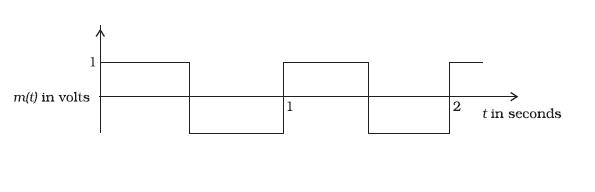 1
m(t) in volts
1
2
t in seconds